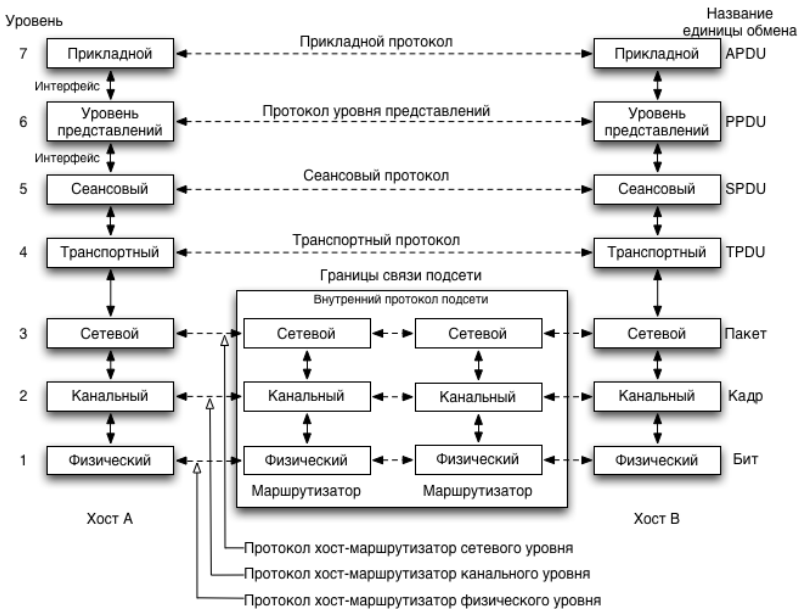 Уровень
Название
единицы обмена
7 Прикладной Прикладной протокол Прикладной APDU
Интерфейс
6 Уровень представлений Протокол уровня представлений Уровень представлений PPDU
Интерфейс
5 Сеансовый Сеансовый протокол Сеансовый SPDU
4 Транспортный Транспортный протокол Транспортный TPDU
Границы связи подсети
Внутренний протокол подсети
3 Сетевой Сетевой Сетевой Сетевой Пакет
2 Канальный Канальный Канальный Канальный Кадр
1 Физический Физический Физический Физический Бит
Маршрутизатор Маршрутизатор
Хост А Хост В
Протокол хост-маршрутизатор сетевого уровня
Протокол хост-маршрутизатор канального уровня
Протокол хост-маршрутизатор физического уровня